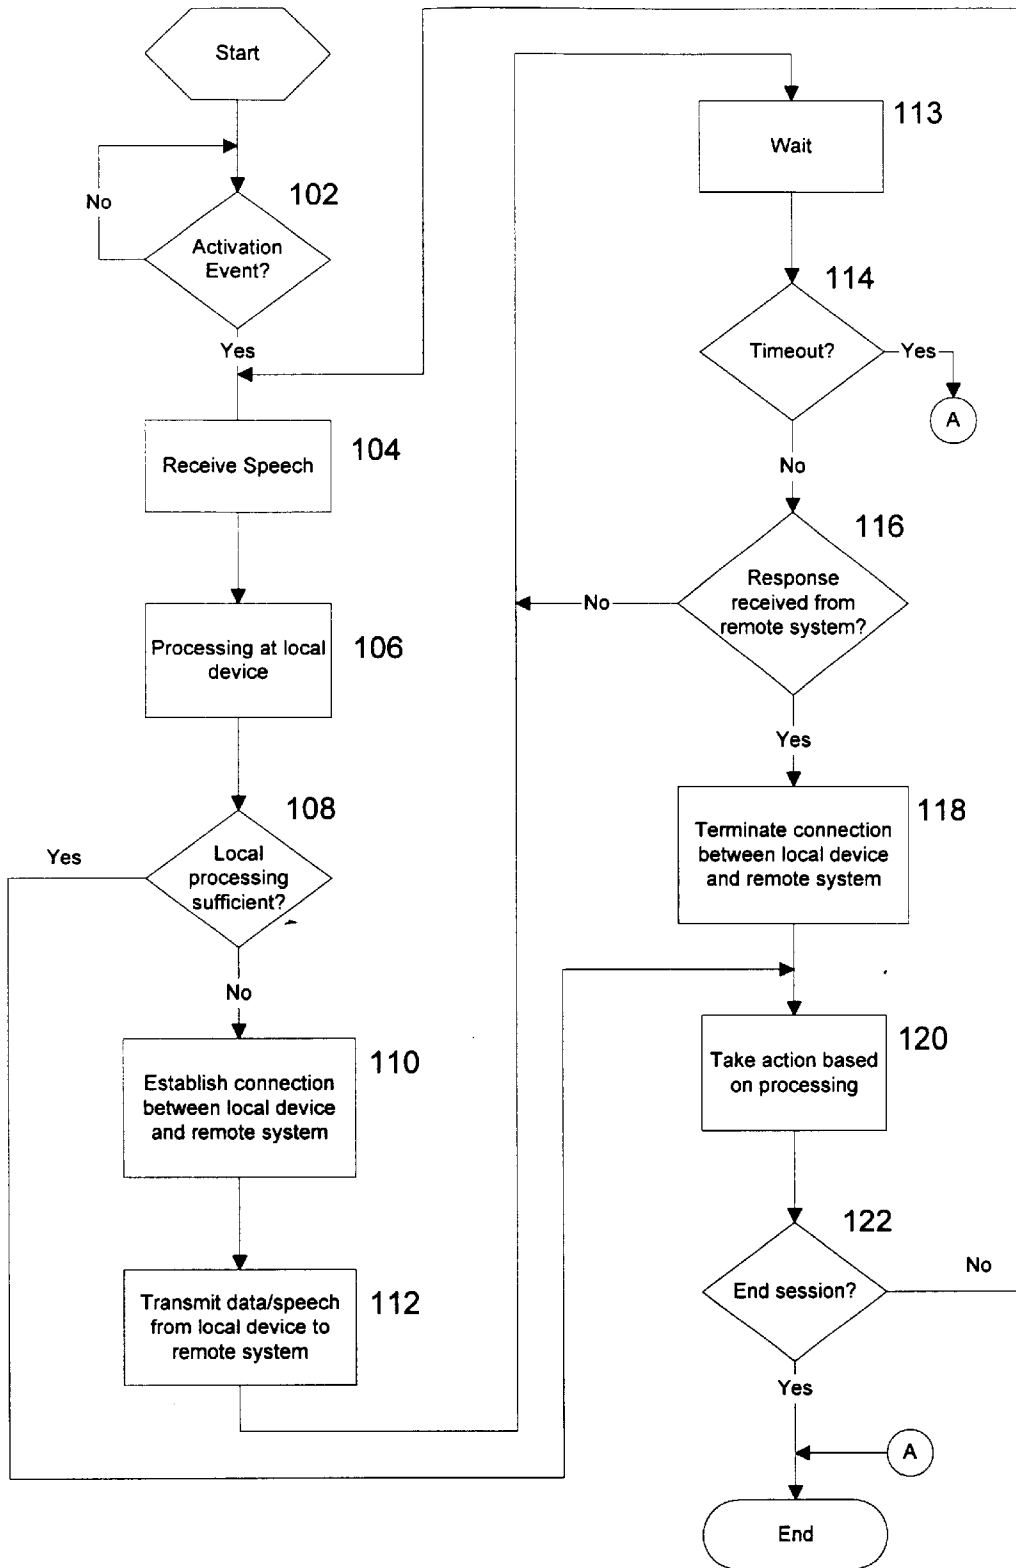 Start
No
102
Activation
Event?
Yes
Receive Speech
104
Processing at local
device
106
108
Yes
Local
processing
sufficient?
No
110
Establish connection
between local device
and remote system
112
Transmit data/speech
from local device to
remote system
113
Wait
114
Timeout?
Yes
A
No
116
Response
received from
remote system?
No
Yes
118
Terminate connection
between local device
and remote system
120
Take action based
on processing
122
End session?
No
Yes
A
End